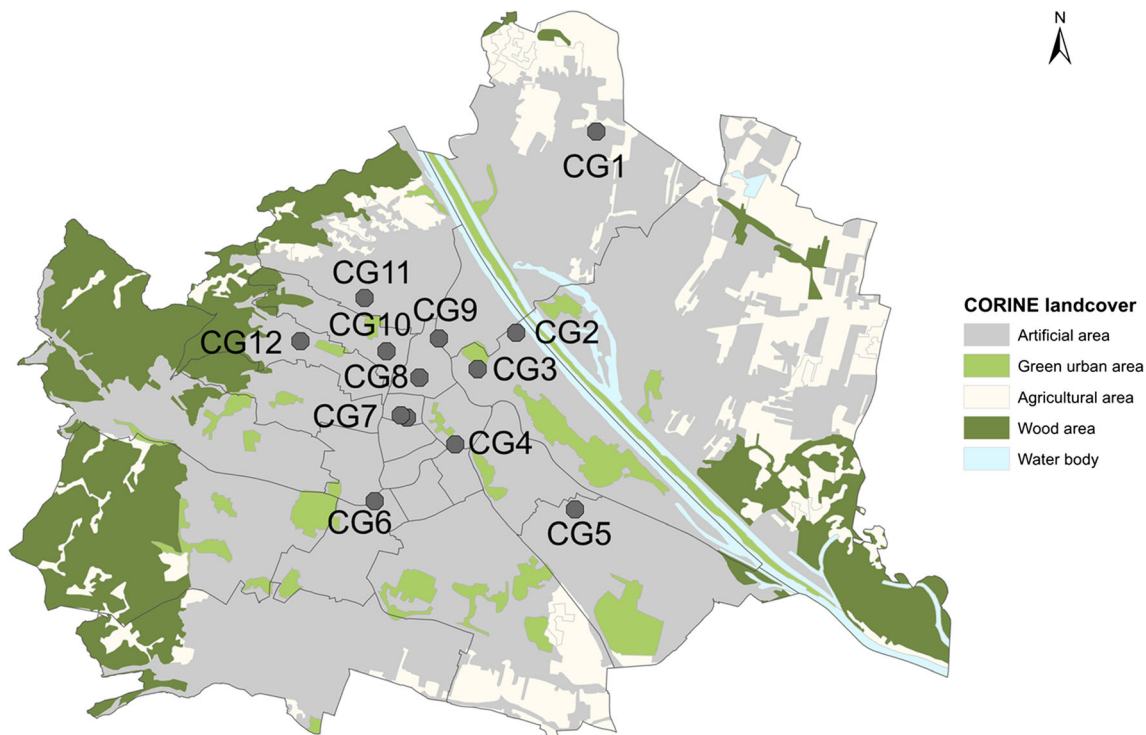 N
CG1
CG11
CG9
CG10
CG2
CG12
CG3
CG8
CG7
CG4
CG6
CG5
CORINE landcover
Artificial area
Green urban area
Agricultural area
Wood area
Water body